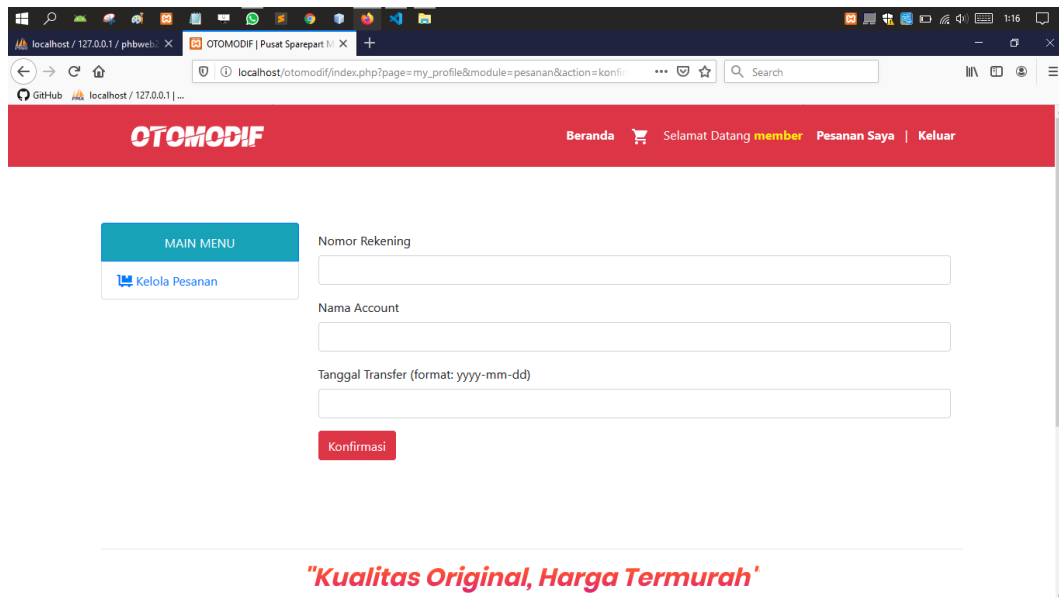 1:16
localhost / 127.0.0.1 / phbweb2
OTOMODIF | Pusat Sparepart M
localhost/otomodif/index.php?page=my_profile&module=pesanan&action=konfir
Search
GitHub
localhost / 127.0.0.1 | ...
OTOMODIF
Beranda
Selamat Datang member
Pesanan Saya | Keluar
MAIN MENU
Kelola Pesanan
Nomor Rekening
Nama Account
Tanggal Transfer (format: yyyy-mm-dd)
Konfirmasi
"Kualitas Original, Harga Termurah'